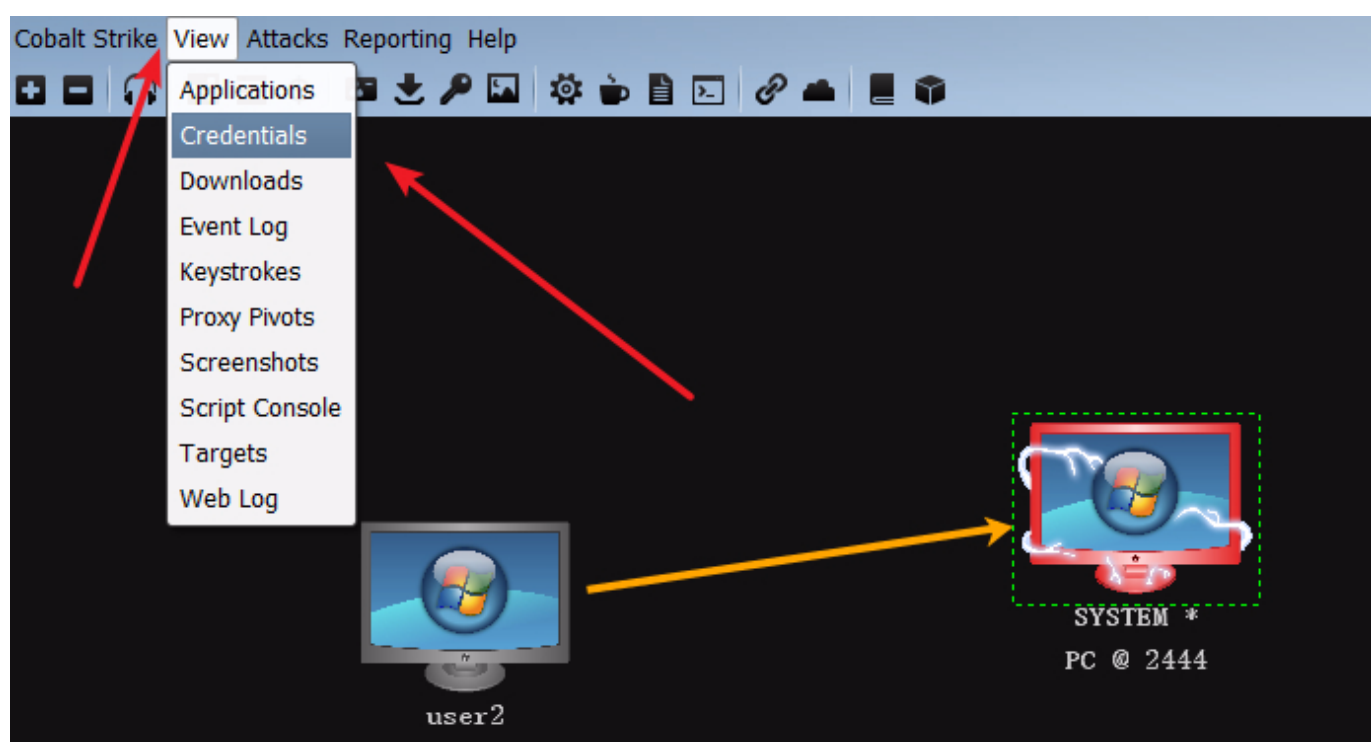 Cobalt Strike View Attacks Reporting Help
Applications
Credentials
Downloads
Event Log
Keystrokes
Proxy Pivots
Screenshots
Script Console
Targets
Web Log
SYSTEM *
PC @ 2444
user2